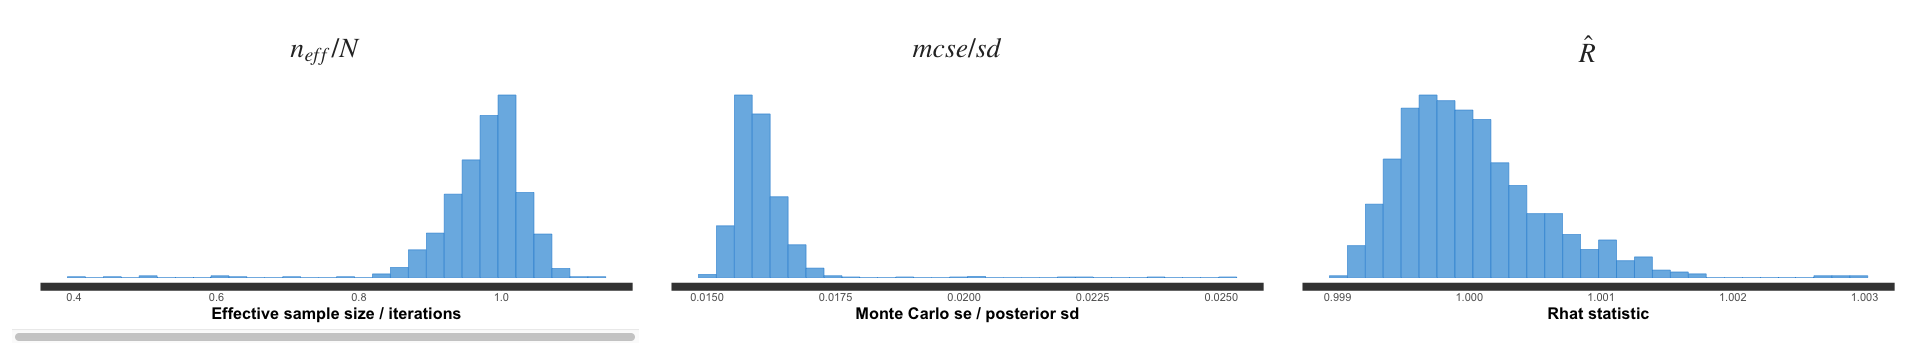 n_eff/N
mcse/sd
R̂
0.4 0.6 0.8 1.0
Effective sample size / iterations
0.0150 0.0175 0.0200 0.0225 0.0250
Monte Carlo se / posterior sd
0.999 1.000 1.001 1.002 1.003
Rhat statistic